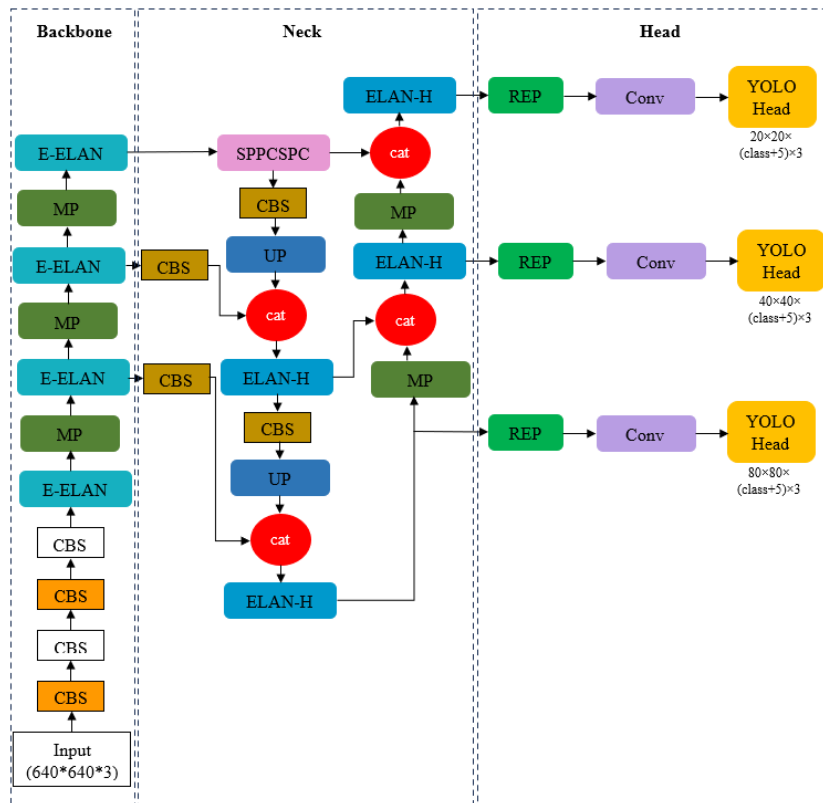 Backbone
Neck
Head
E-ELAN
MP
E-ELAN
MP
E-ELAN
MP
E-ELAN
CBS
CBS
CBS
CBS
Input
(640*640*3)
SPPCSPC
CBS
UP
CBS
cat
ELAN-H
CBS
CBS
UP
cat
ELAN-H
ELAN-H
cat
MP
ELAN-H
cat
MP
REP
Conv
YOLO
Head
20×20×
(class+5)×3
REP
Conv
YOLO
Head
40×40×
(class+5)×3
REP
Conv
YOLO
Head
80×80×
(class+5)×3